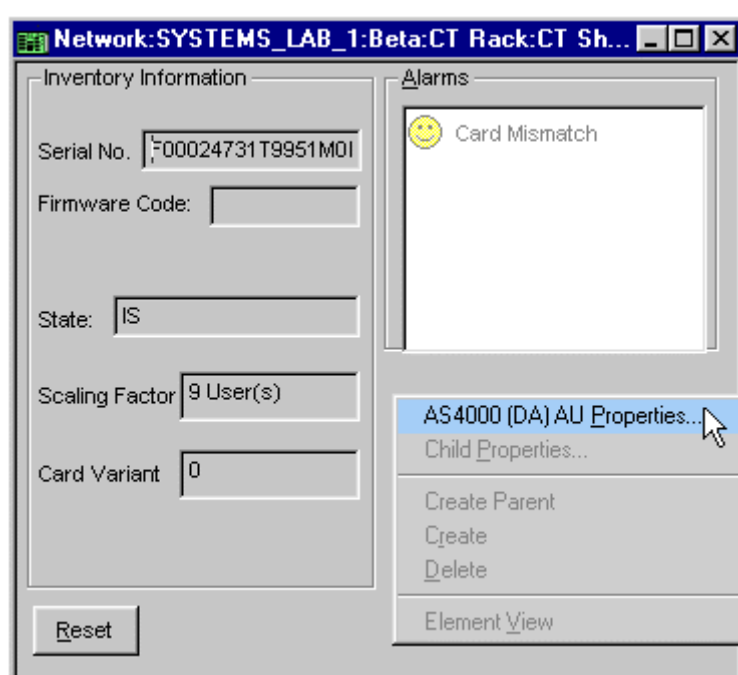 Network:SYSTEMS_LAB_1:Beta:CT Rack:CT Sh...
Inventory Information
Serial No. F00024731T9951M0I
Firmware Code:
State: IS
Scaling Factor 9 User(s)
Card Variant 0
Reset
Alarms
Card Mismatch
AS4000 (DA) AU Properties...
Child Properties...
Create Parent
Create
Delete
Element View